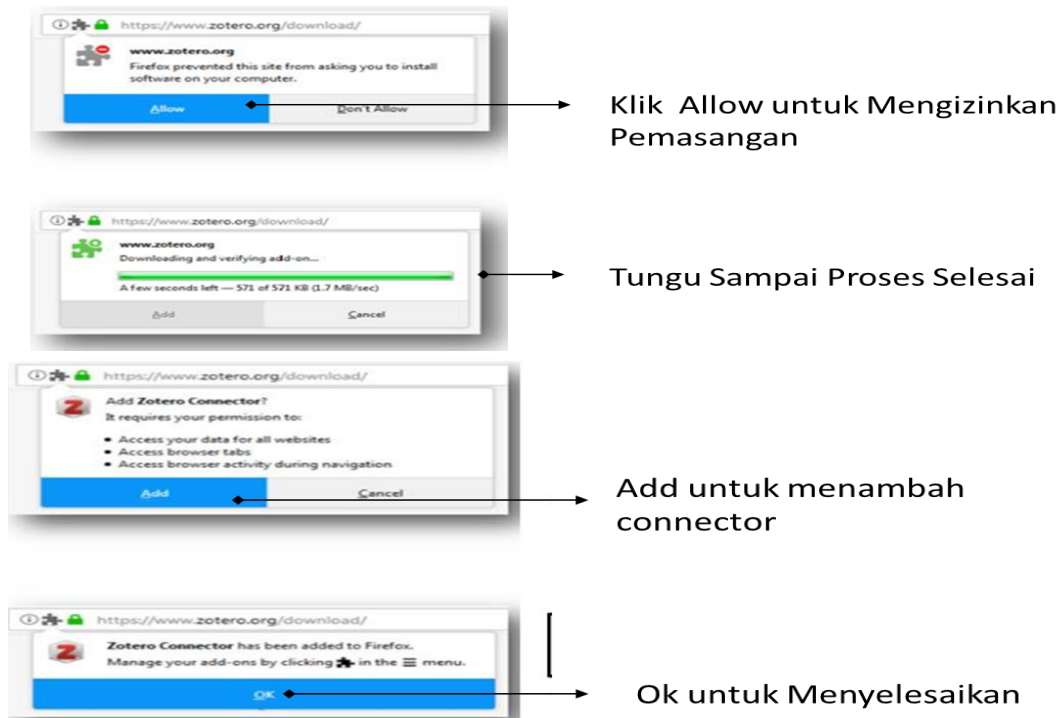 https://www.zotero.org/download/
www.zotero.org
Firefox prevented this site from asking you to install
software on your computer.
Allow
Don't Allow
Klik Allow untuk Mengizinkan
Pemasangan
https://www.zotero.org/download/
www.zotero.org
Downloading and verifying add-on...
A few seconds left — 571 of 571 KB (1.7 MB/sec)
Add
Cancel
Tungu Sampai Proses Selesai
https://www.zotero.org/download/
Add Zotero Connector?
It requires your permission to:
• Access your data for all websites
• Access browser tabs
• Access browser activity during navigation
Add
Cancel
Add untuk menambah
connector
https://www.zotero.org/download/
Zotero Connector has been added to Firefox.
Manage your add-ons by clicking in the ☰ menu.
OK
Ok untuk Menyelesaikan